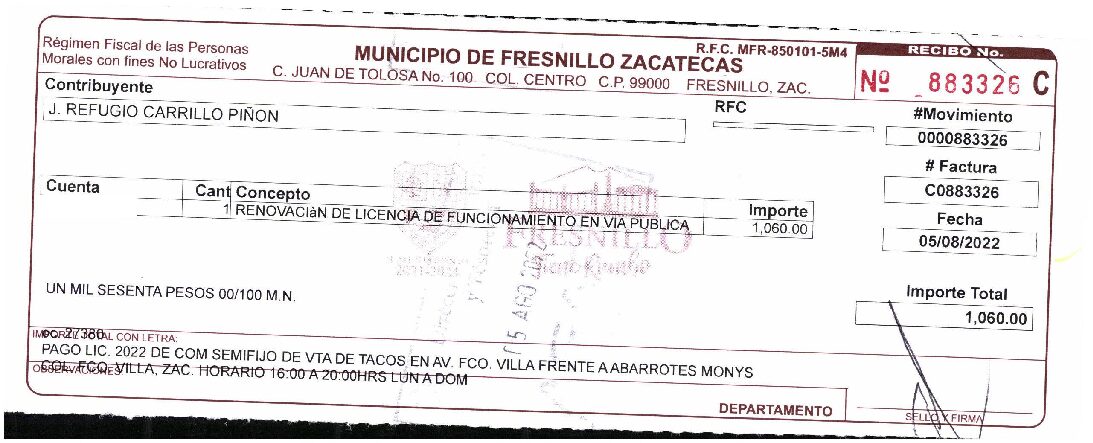 Régimen Fiscal de las Personas
Morales con fines No Lucrativos
MUNICIPIO DE FRESNILLO ZACATECAS
R.F.C. MFR-850101-5M4
C. JUAN DE TOLOSA No. 100 COL. CENTRO C.P. 99000 FRESNILLO, ZAC.
RECIBO No.
Nº 883326 C
Contribuyente
J. REFUGIO CARRILLO PIÑON
RFC
#Movimiento
0000883326
# Factura
C0883326
Fecha
05/08/2022
Cuenta Cant Concepto Importe
1 RENOVACIàN DE LICENCIA DE FUNCIONAMIENTO EN VIA PUBLICA 1,060.00
FRESNILLO
05 AGO 2022
UN MIL SESENTA PESOS 00/100 M.N.
Importe Total
1,060.00
IMPORTE TOTAL CON LETRA:
PAGO LIC. 2022 DE COM SEMIFIJO DE VTA DE TACOS EN AV. FCO. VILLA FRENTE A ABARROTES MONYS
OBSERVACIONES
COL. FCO. VILLA, ZAC. HORARIO 16:00 A 20:00HRS LUN A DOM
DEPARTAMENTO
SELLO Y FIRMA